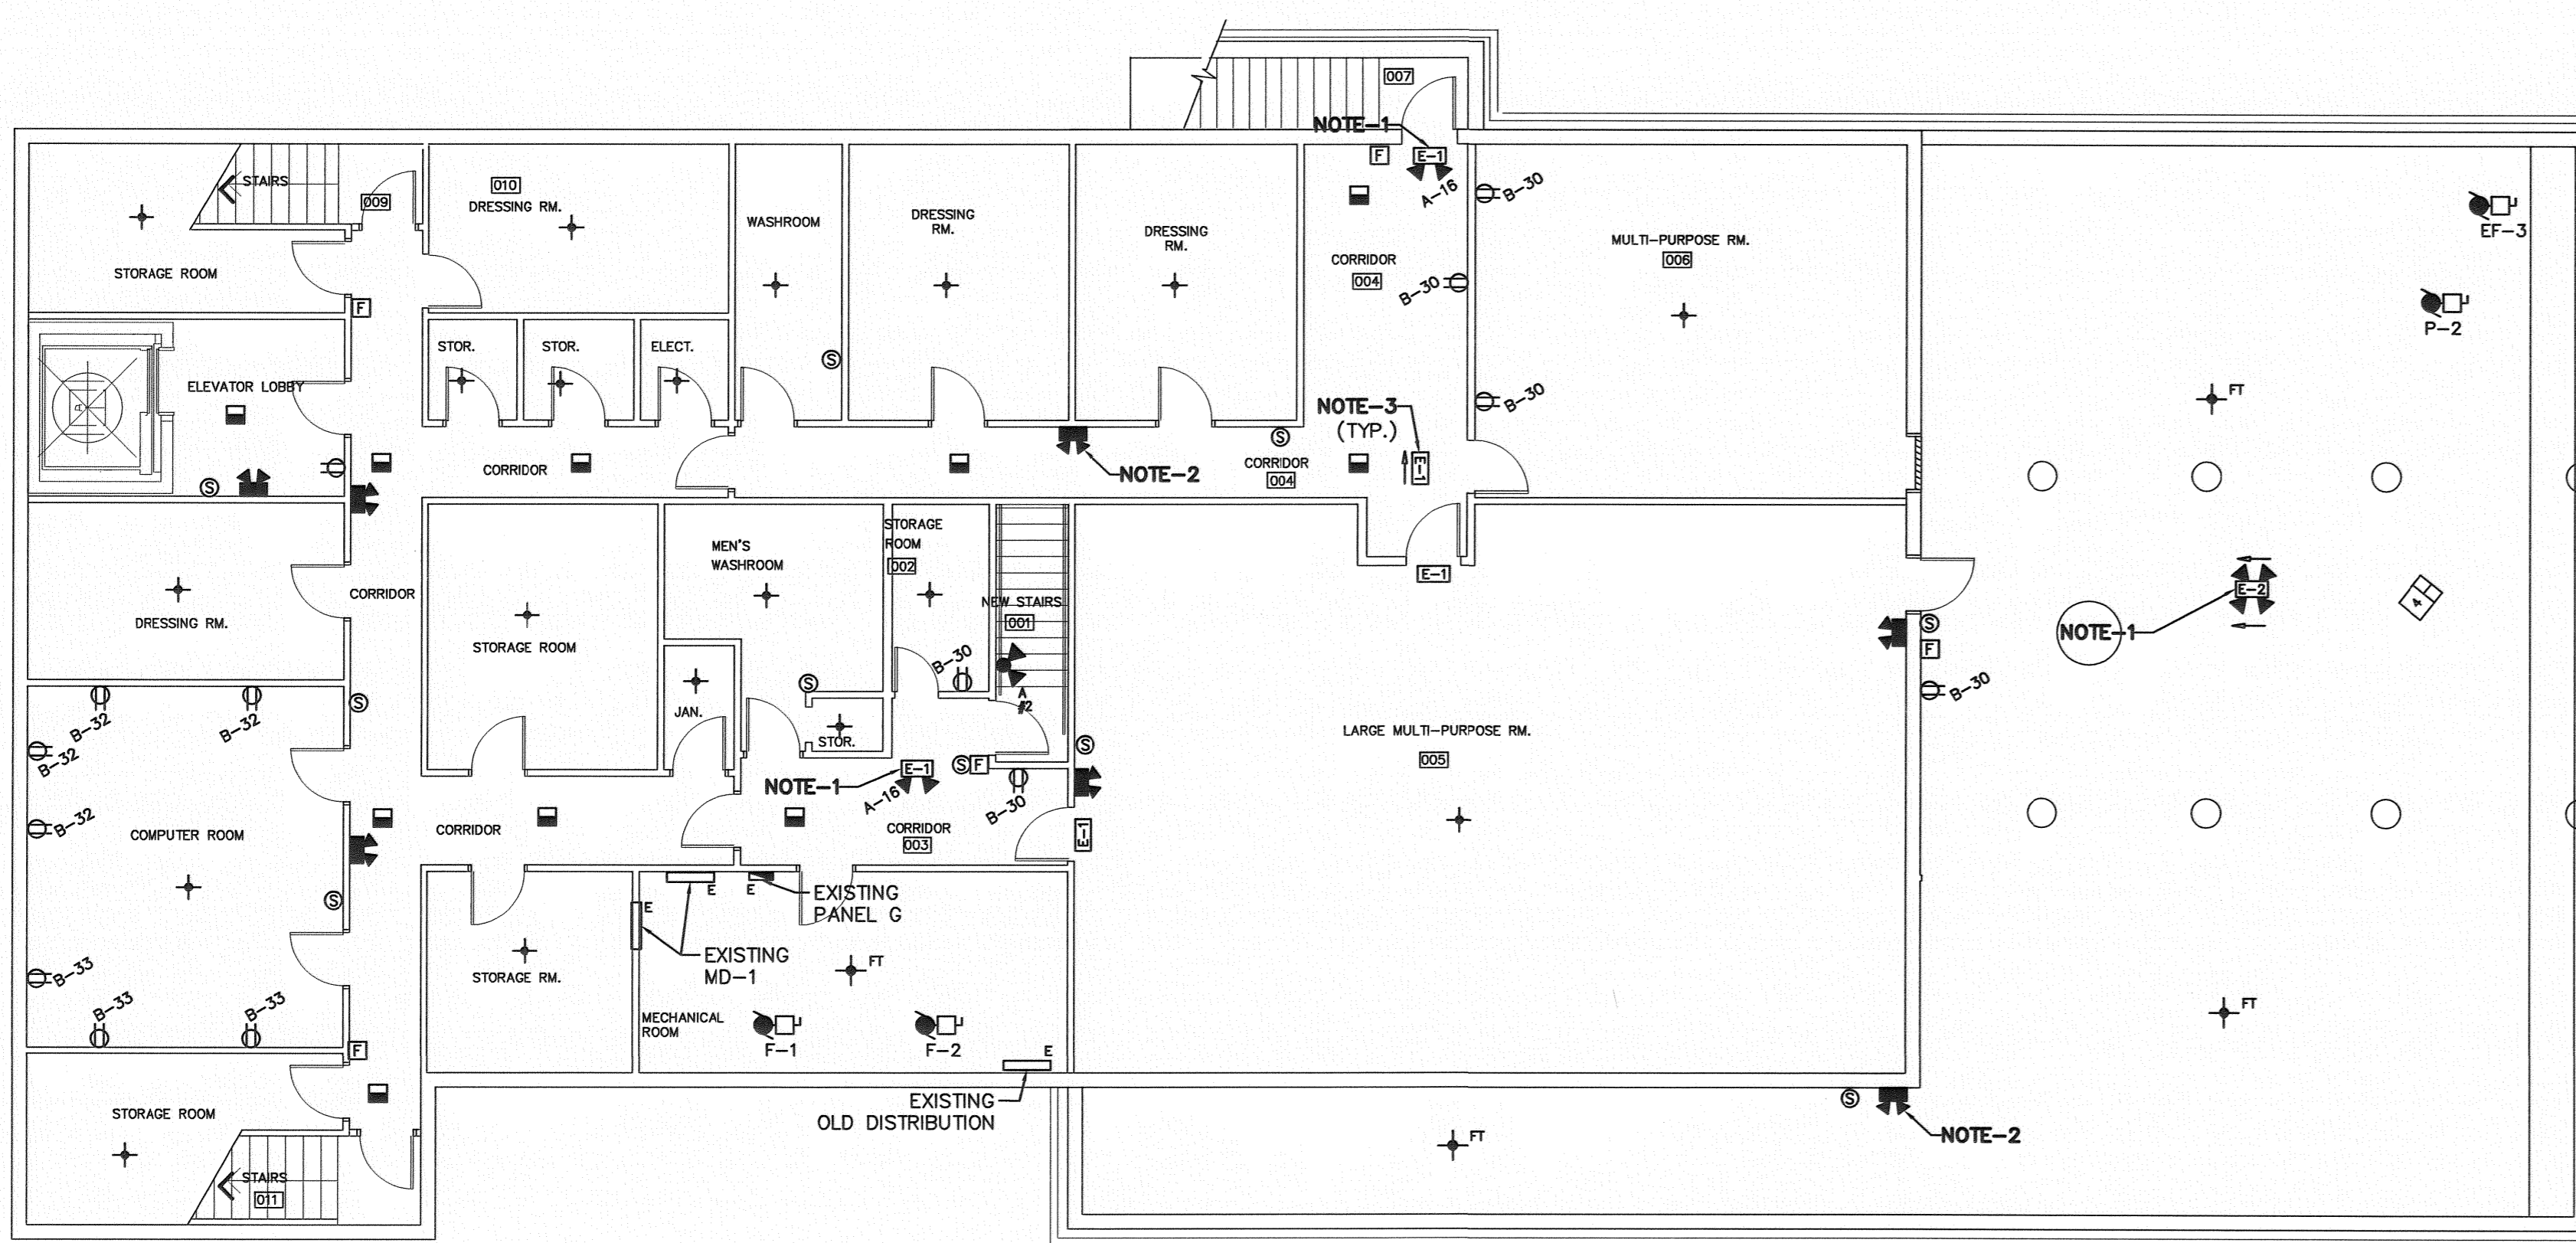 007
NOTE-1
F
E-1
A-16
STAIRS
009
010
DRESSING RM.
WASHROOM
DRESSING
RM.
DRESSING
RM.
B-30
MULTI-PURPOSE RM.
006
EF-3
STORAGE ROOM
CORRIDOR
004
B-30
P-2
F
STOR.
STOR.
ELECT.
S
ELEVATOR LOBBY
B-30
FT
NOTE-3
(TYP.)
S
CORRIDOR
NOTE-2
CORRIDOR
004
E-1
S
STORAGE
ROOM
002
MEN'S
WASHROOM
E-1
E-2
4
CORRIDOR
DRESSING RM.
NEW STAIRS
001
NOTE-1
S
F
STORAGE ROOM
B-30
B-30
S
A
#2
S
JAN.
B-32
B-32
B-32
STOR.
LARGE MULTI-PURPOSE RM.
005
S
S
F
E-1
NOTE-1
A-16
B-30
B-32
COMPUTER ROOM
CORRIDOR
CORRIDOR
003
E-1
S
E
E
EXISTING
PANEL G
E
EXISTING
MD-1
B-33
STORAGE RM.
FT
B-33
B-33
MECHANICAL
ROOM
F-1
F-2
FT
F
E
EXISTING
OLD DISTRIBUTION
STORAGE ROOM
S
NOTE-2
FT
STAIRS
011